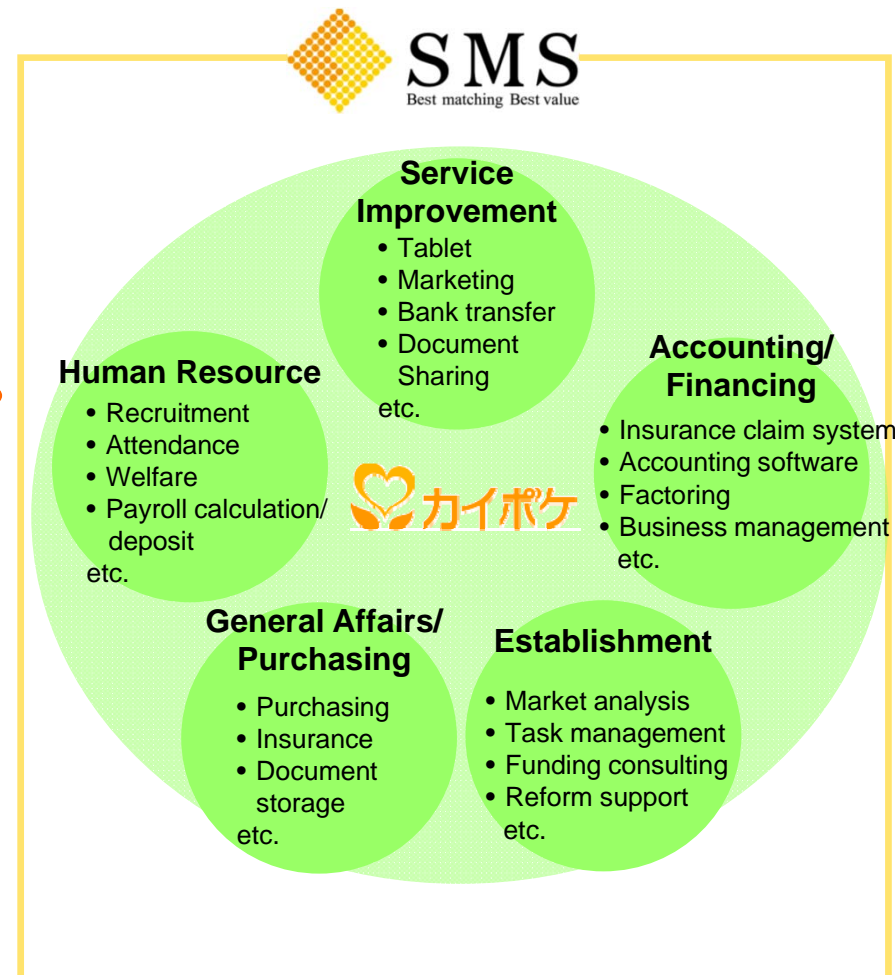 SMS
Best matching Best value
Service
Improvement
• Tablet
• Marketing
• Bank transfer
• Document
Sharing
etc.
Human Resource
• Recruitment
• Attendance
• Welfare
• Payroll calculation/
deposit
etc.
Accounting/
Financing
• Insurance claim system
• Accounting software
• Factoring
• Business management
etc.
カイポケ
General Affairs/
Purchasing
• Purchasing
• Insurance
• Document
storage
etc.
Establishment
• Market analysis
• Task management
• Funding consulting
• Reform support
etc.